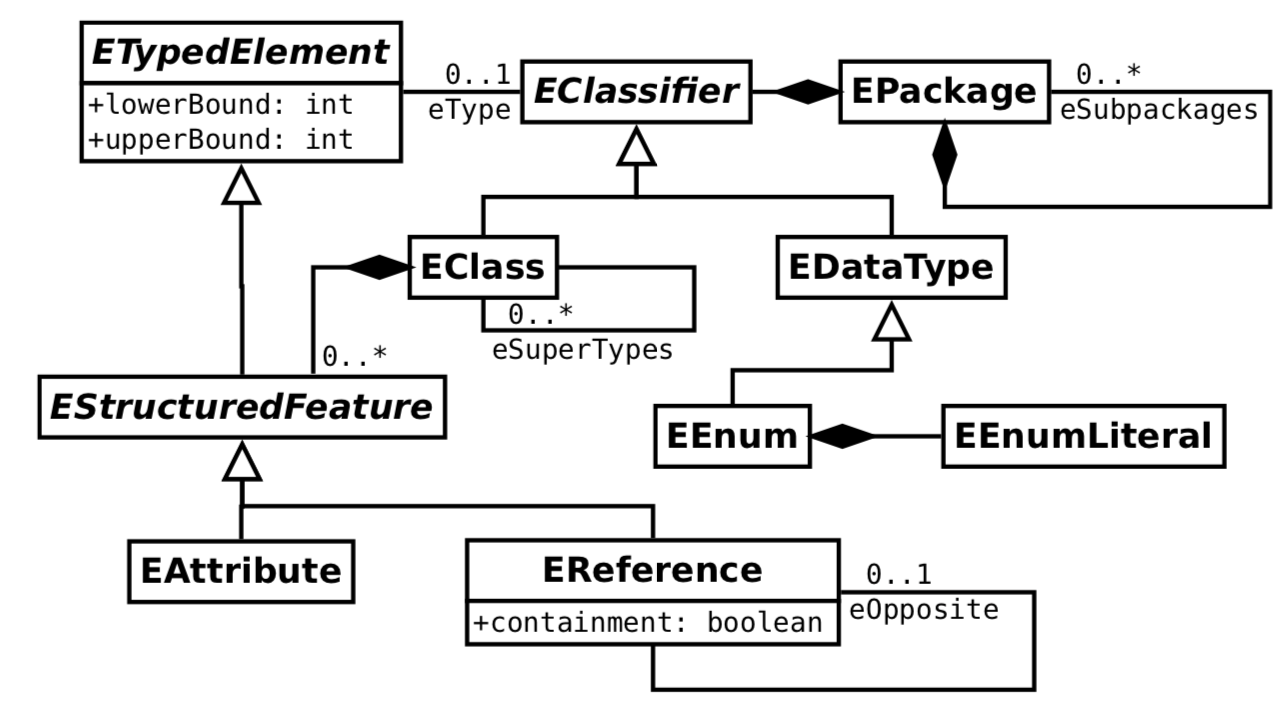 ETypedElement
+lowerBound: int
+upperBound: int
0..1
eType
EClassifier
EPackage
0..*
eSubpackages
EClass
0..*
eSuperTypes
EDataType
0..*
EStructuredFeature
EEnum
EEnumLiteral
EAttribute
EReference
+containment: boolean
0..1
eOpposite